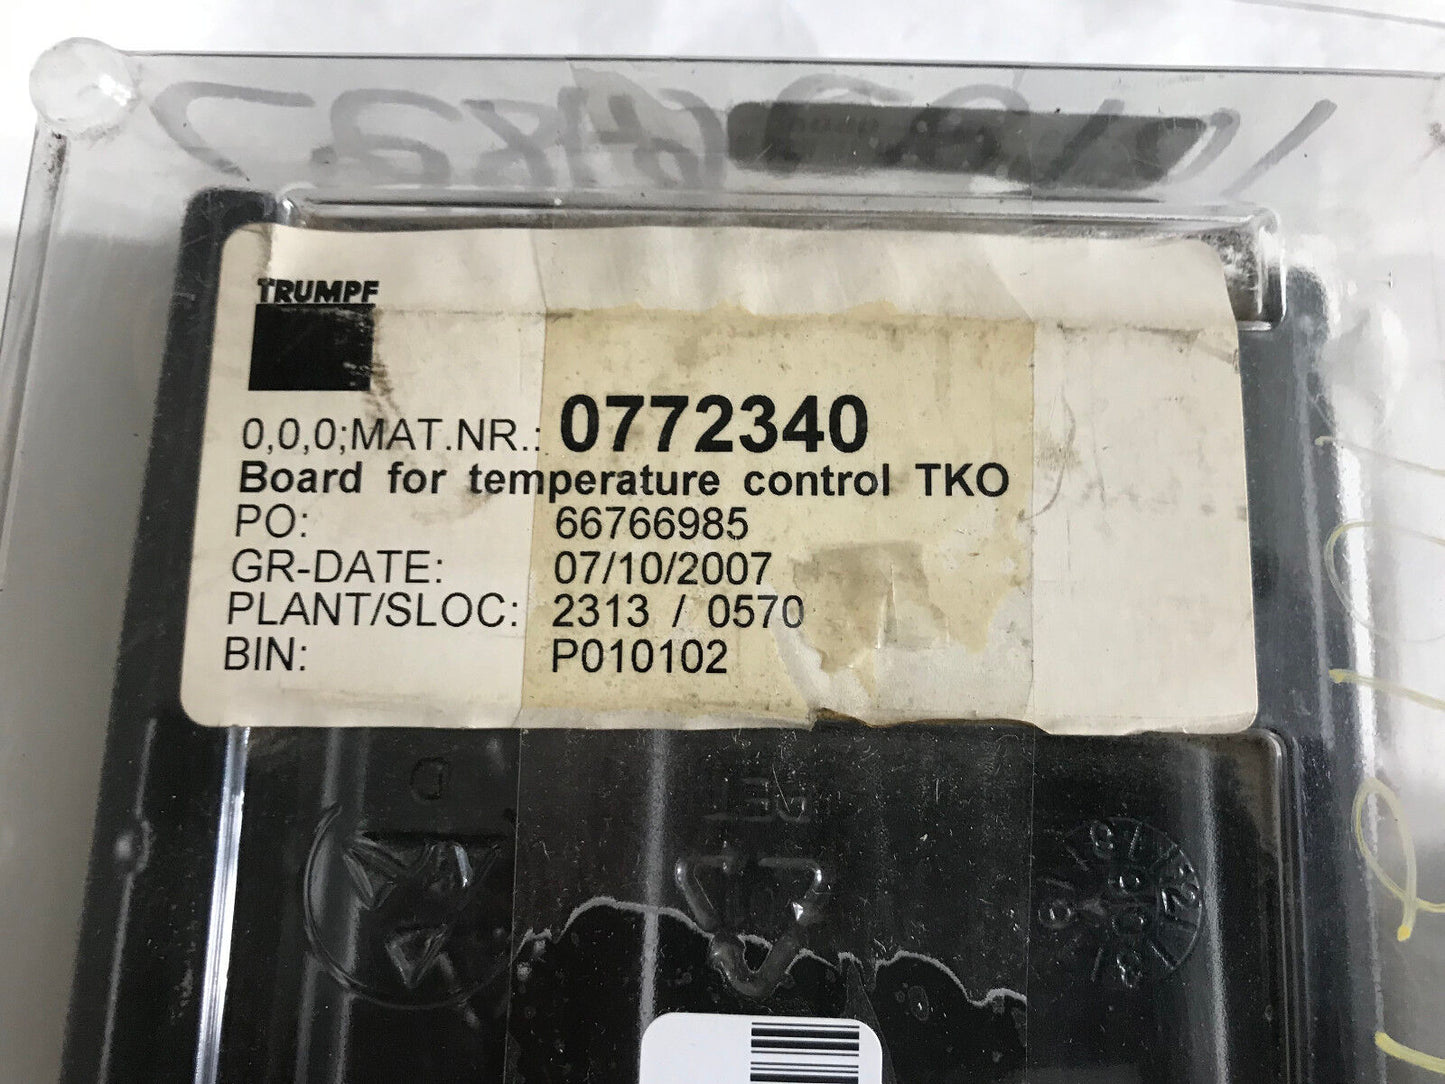 TRUMPF
0,0,0;MAT.NR.: 0772340
Board for temperature control TKO
PO: 66766985
GR-DATE: 07/10/2007
PLANT/SLOC: 2313 / 0570
BIN: P010102